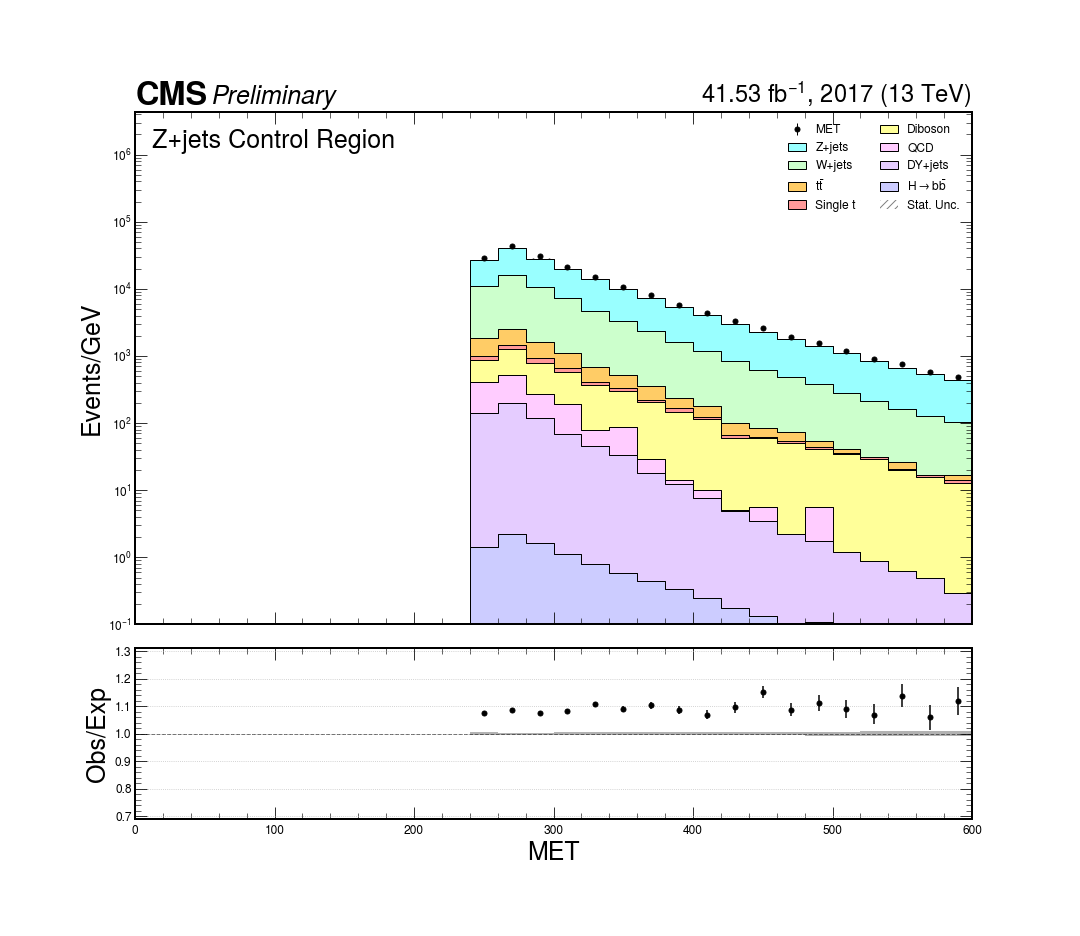 CMS Preliminary
41.53 fb⁻¹, 2017 (13 TeV)
Z+jets Control Region
MET
Z+jets
W+jets
tt̄
Single t
Diboson
QCD
DY+jets
H→bb̄
Stat. Unc.
Events/GeV
10⁶
10⁵
10⁴
10³
10²
10¹
10⁰
10⁻¹
Obs/Exp
1.3
1.2
1.1
1.0
0.9
0.8
0.7
0 100 200 300 400 500 600
MET